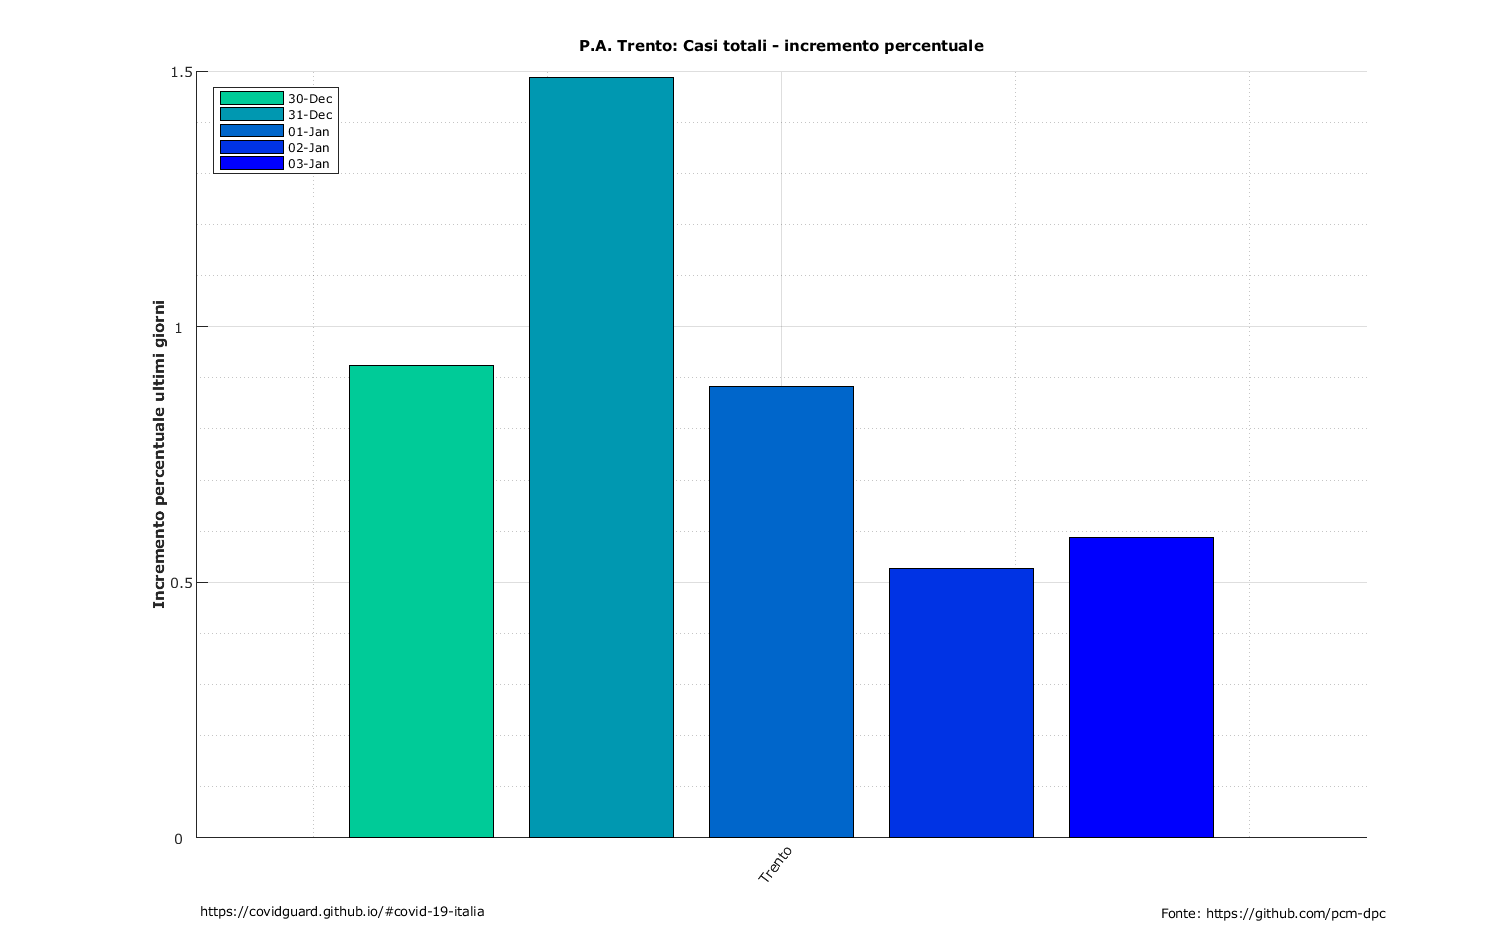 P.A. Trento: Casi totali - incremento percentuale
30-Dec
31-Dec
01-Jan
02-Jan
03-Jan
Incremento percentuale ultimi giorni
1.5
1
0.5
0
Trento
https://covidguard.github.io/#covid-19-italia
Fonte: https://github.com/pcm-dpc